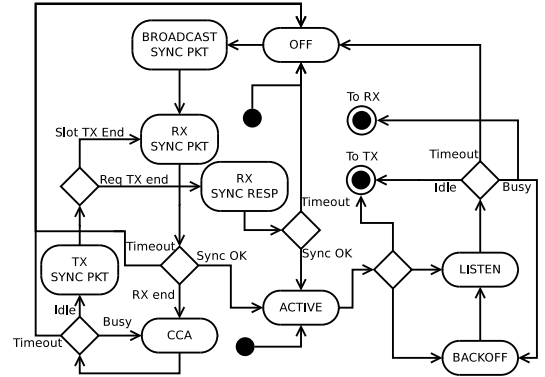 BROADCAST
SYNC PKT
OFF
To RX
Slot TX End
RX
SYNC PKT
To TX
Timeout
Req TX end
RX
SYNC RESP
Idle
Busy
Timeout
Timeout
Sync OK
Sync OK
TX
SYNC PKT
LISTEN
RX end
ACTIVE
Idle
Busy
CCA
Timeout
BACKOFF